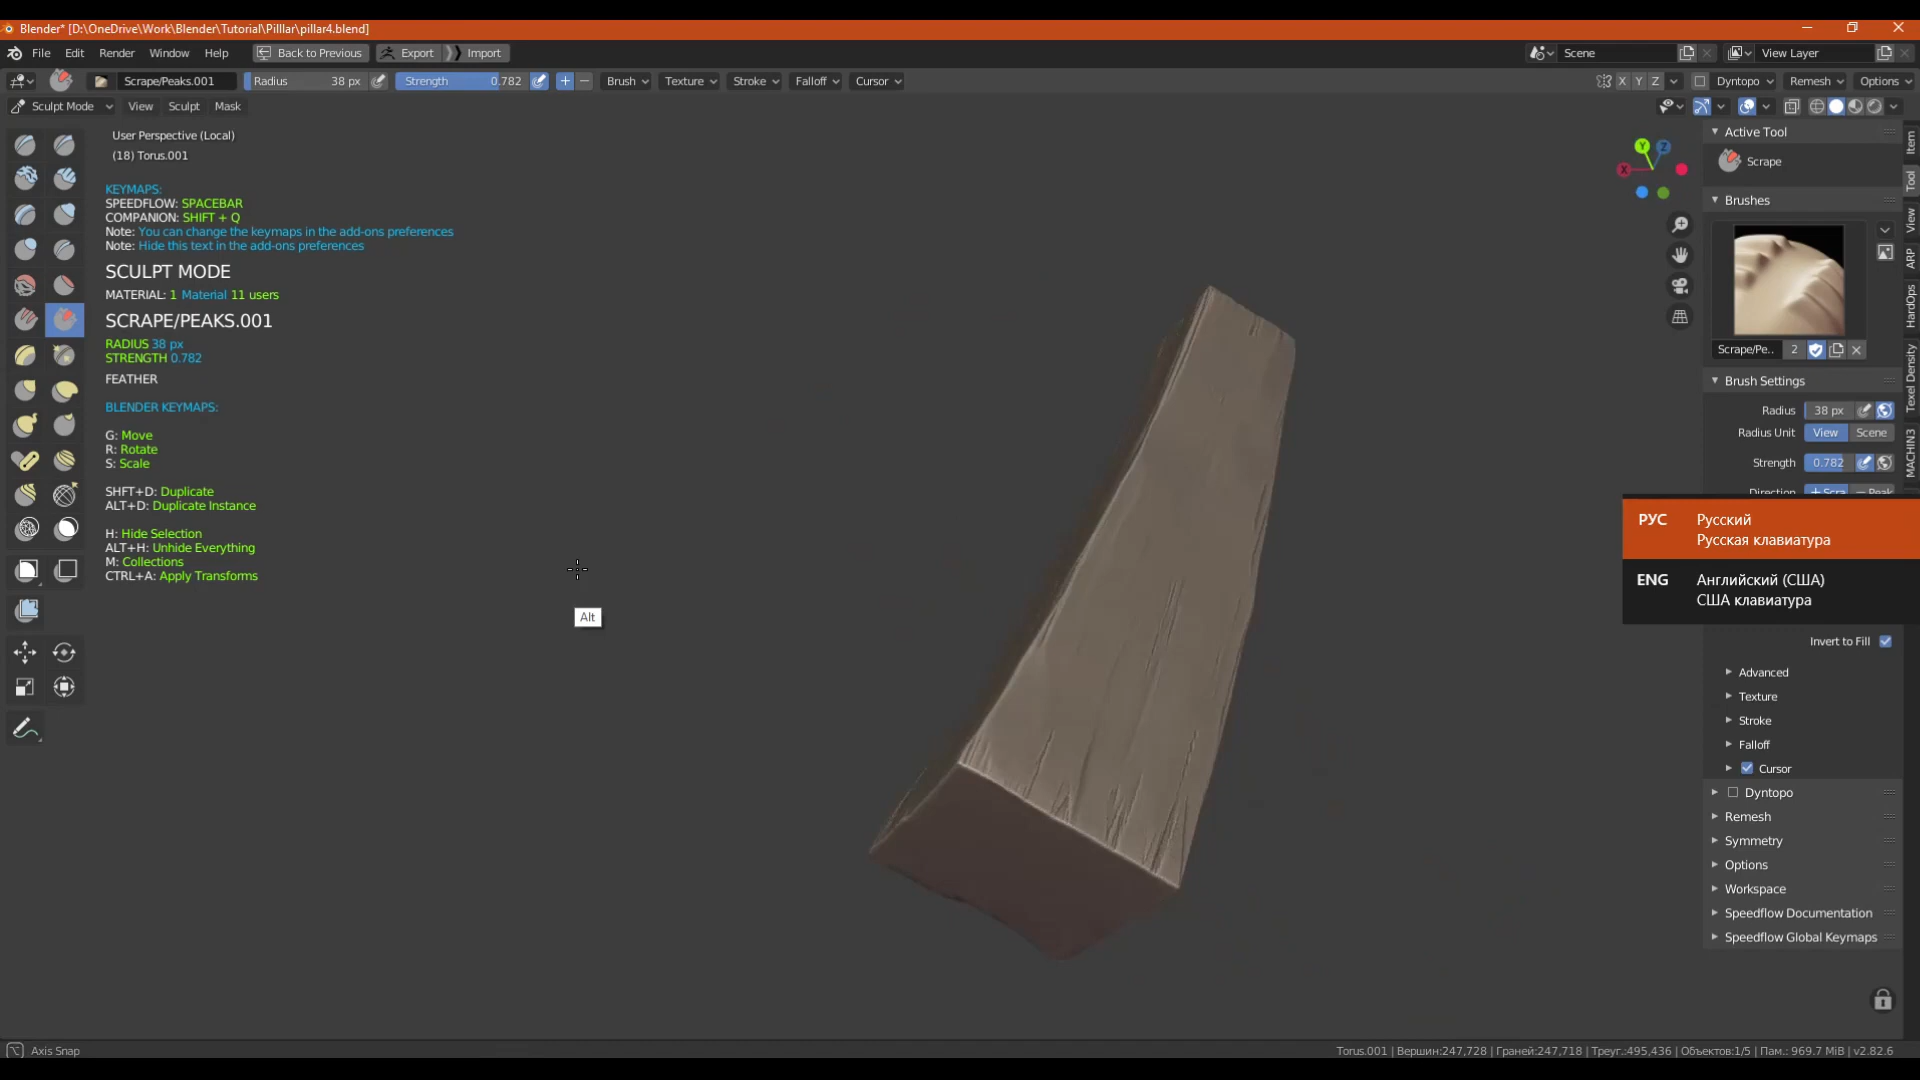 Blender* [D:\OneDrive\Work\Blender\Tutorial\Pilllar\pillar4.blend]
File Edit Render Window Help Back to Previous Export Import Scene View Layer
Scrape/Peaks.001 Radius 38 px Strength 0.782 Brush Texture Stroke Falloff Cursor X Y Z Dyntopo Remesh Options
Sculpt Mode View Sculpt Mask
User Perspective (Local)
(18) Torus.001
KEYMAPS:
SPEEDFLOW: SPACEBAR
COMPANION: SHIFT + Q
Note: You can change the keymaps in the add-ons preferences
Note: Hide this text in the add-ons preferences
SCULPT MODE
MATERIAL: 1 Material 11 users
SCRAPE/PEAKS.001
RADIUS 38 px
STRENGTH 0.782
FEATHER
BLENDER KEYMAPS:
G: Move
R: Rotate
S: Scale
SHFT+D: Duplicate
ALT+D: Duplicate Instance
H: Hide Selection
ALT+H: Unhide Everything
M: Collections
CTRL+A: Apply Transforms
Alt
Y Z
X
Active Tool
Scrape
Brushes
Scrape/Pe.. 2
Brush Settings
Radius 38 px
Radius Unit View Scene
Strength 0.782
Direction + Scra — Peak
РУС Русский
Русская клавиатура
ENG Английский (США)
США клавиатура
Invert to Fill
Advanced
Texture
Stroke
Falloff
Cursor
Dyntopo
Remesh
Symmetry
Options
Workspace
Speedflow Documentation
Speedflow Global Keymaps
Item
Tool
View
ARP
HardOps
Texel Density
MACHIN3
Axis Snap
Torus.001 | Вершин:247,728 | Граней:247,718 | Треуг.:495,436 | Объектов:1/5 | Пам.: 969.7 MiB | v2.82.6